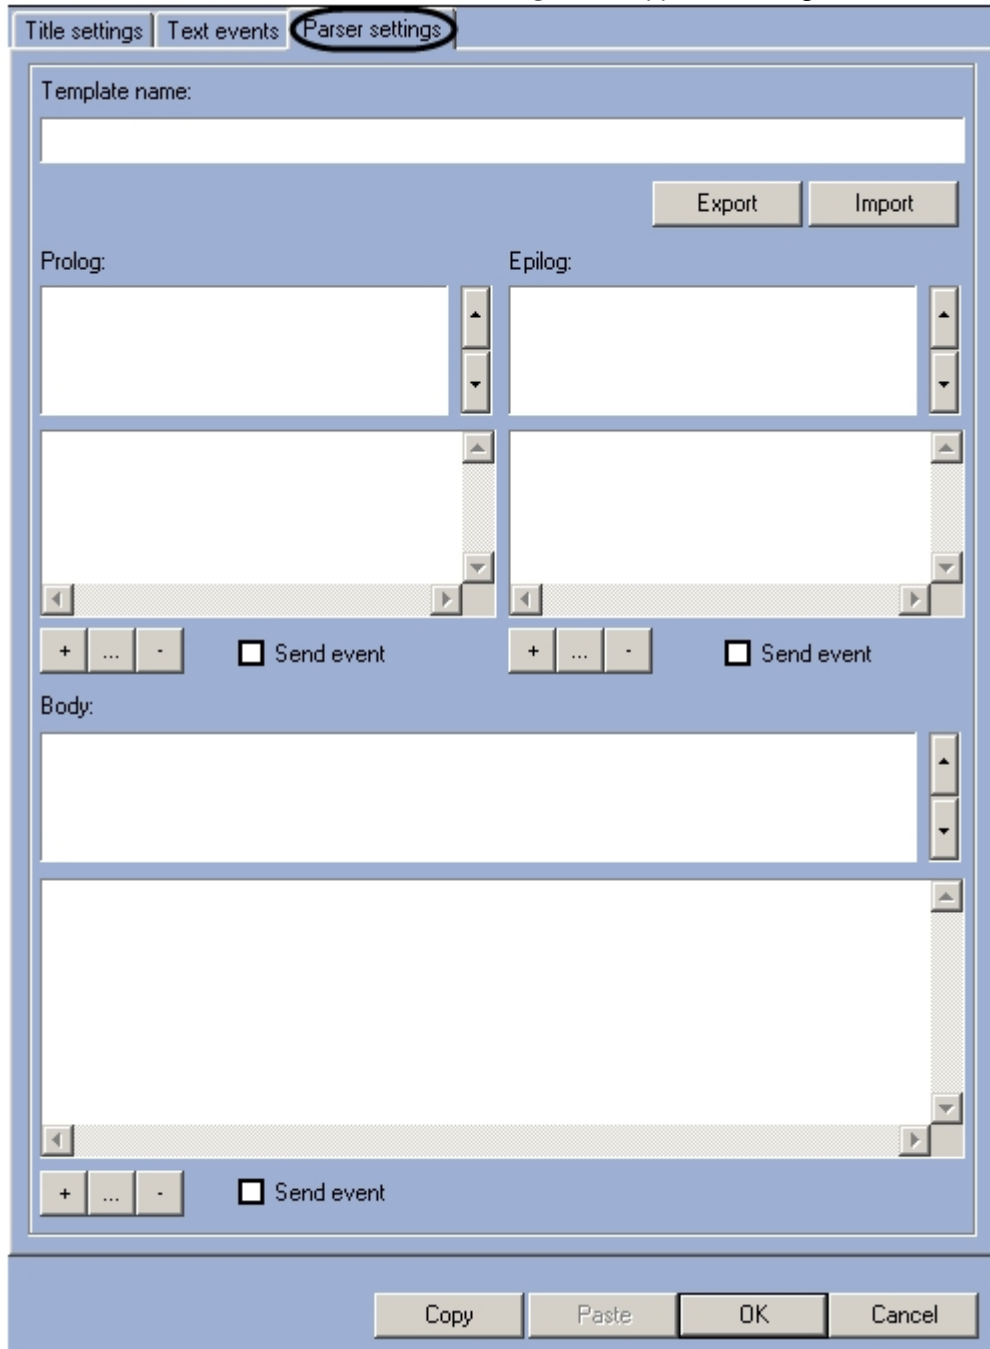 Title settings Text events Parser settings
Template name:
Export Import
Prolog: Epilog:
+ ... - Send event + ... - Send event
Body:
+ ... - Send event
Copy Paste OK Cancel